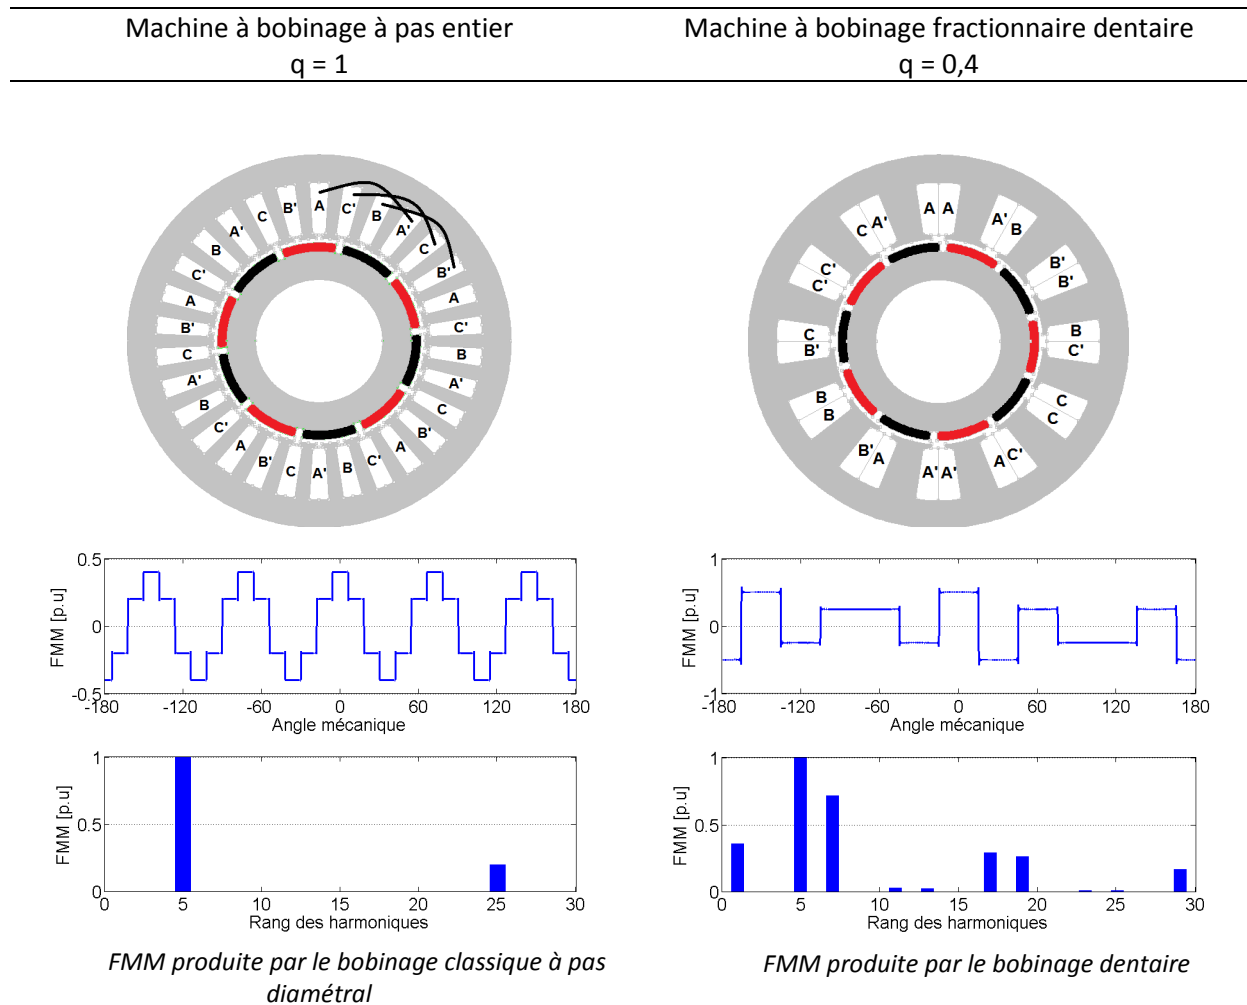 Machine à bobinage à pas entier
q = 1
Machine à bobinage fractionnaire dentaire
q = 0,4
A
C'
B
A'
C
B'
A
C'
B
A'
C
B'
A
C'
B
A'
C
B'
A
C'
B
A'
C
B'
A
C'
B
A'
C
B'
A A
A' B
B'
B'
B
C'
C
C
A C'
A' A'
B' A
B
B
C
B'
C'
C'
C A'
0.5
0
-0.5
FMM [p.u]
-180 -120 -60 0 60 120 180
Angle mécanique
1
0
-1
FMM [p.u]
-180 -120 -60 0 60 120 180
Angle mécanique
1
0.5
0
FMM [p.u]
0 5 10 15 20 25 30
Rang des harmoniques
1
0.5
0
FMM [p.u]
0 5 10 15 20 25 30
Rang des harmoniques
FMM produite par le bobinage classique à pas
diamétral
FMM produite par le bobinage dentaire